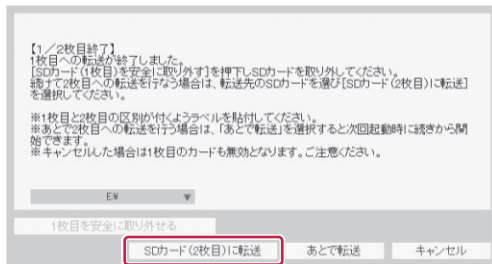 【1/2枚目終了】
1枚目への転送が終了しました。
[SDカード(1枚目)を安全に取り外す]を押下しSDカードを取り外してください。
続けて2枚目への転送を行なう場合は、転送先のSDカードを選び[SDカード(2枚目)に転送]
を選択してください。
※1枚目と2枚目の区別が付くようラベルを貼付してください。
※あとで2枚目への転送を行う場合は、「あとで転送」を選択すると次回起動時に続きから開
始できます。
※キャンセルした場合は1枚目のカードも無効となります。ご注意ください。
E¥ ▼
1枚目を安全に取り外せる
SDカード(2枚目)に転送 あとで転送 キャンセル